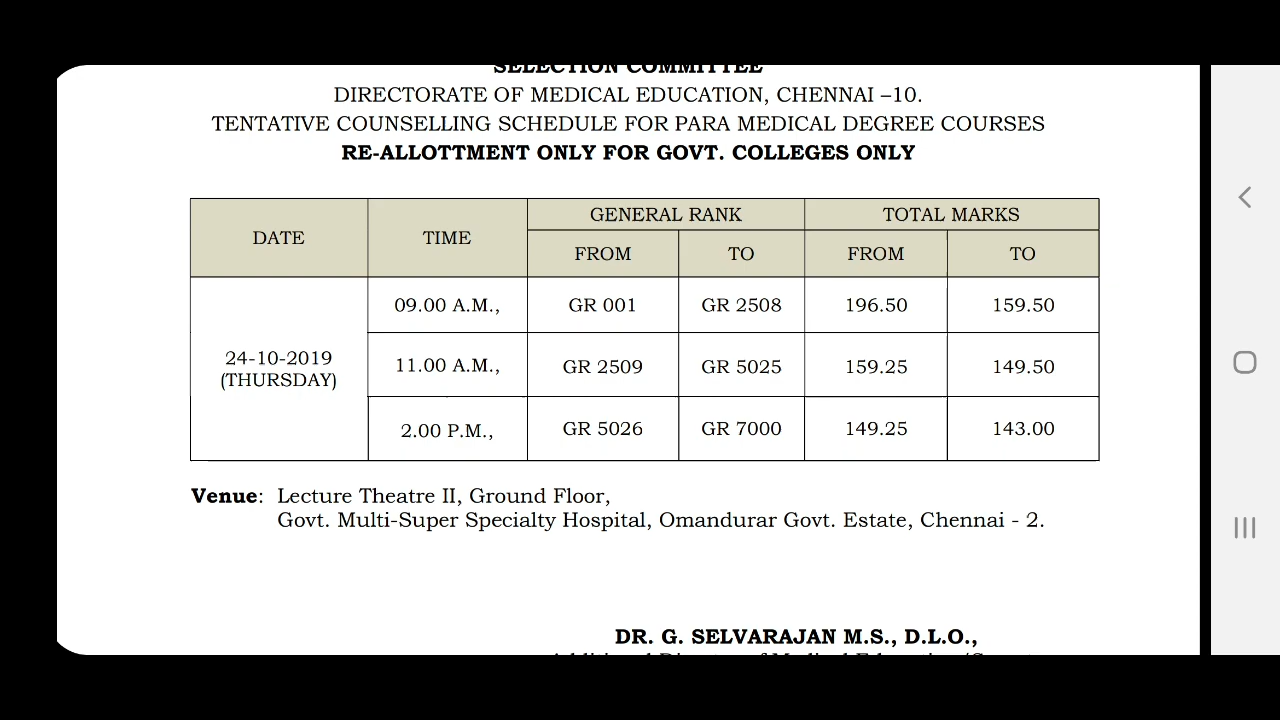 SELECTION COMMITTEE
DIRECTORATE OF MEDICAL EDUCATION, CHENNAI –10.
TENTATIVE COUNSELLING SCHEDULE FOR PARA MEDICAL DEGREE COURSES
RE-ALLOTTMENT ONLY FOR GOVT. COLLEGES ONLY
DATE TIME GENERAL RANK TOTAL MARKS
FROM TO FROM TO
24-10-2019
(THURSDAY)
09.00 A.M., GR 001 GR 2508 196.50 159.50
11.00 A.M., GR 2509 GR 5025 159.25 149.50
2.00 P.M., GR 5026 GR 7000 149.25 143.00
Venue: Lecture Theatre II, Ground Floor,
Govt. Multi-Super Specialty Hospital, Omandurar Govt. Estate, Chennai - 2.
DR. G. SELVARAJAN M.S., D.L.O.,